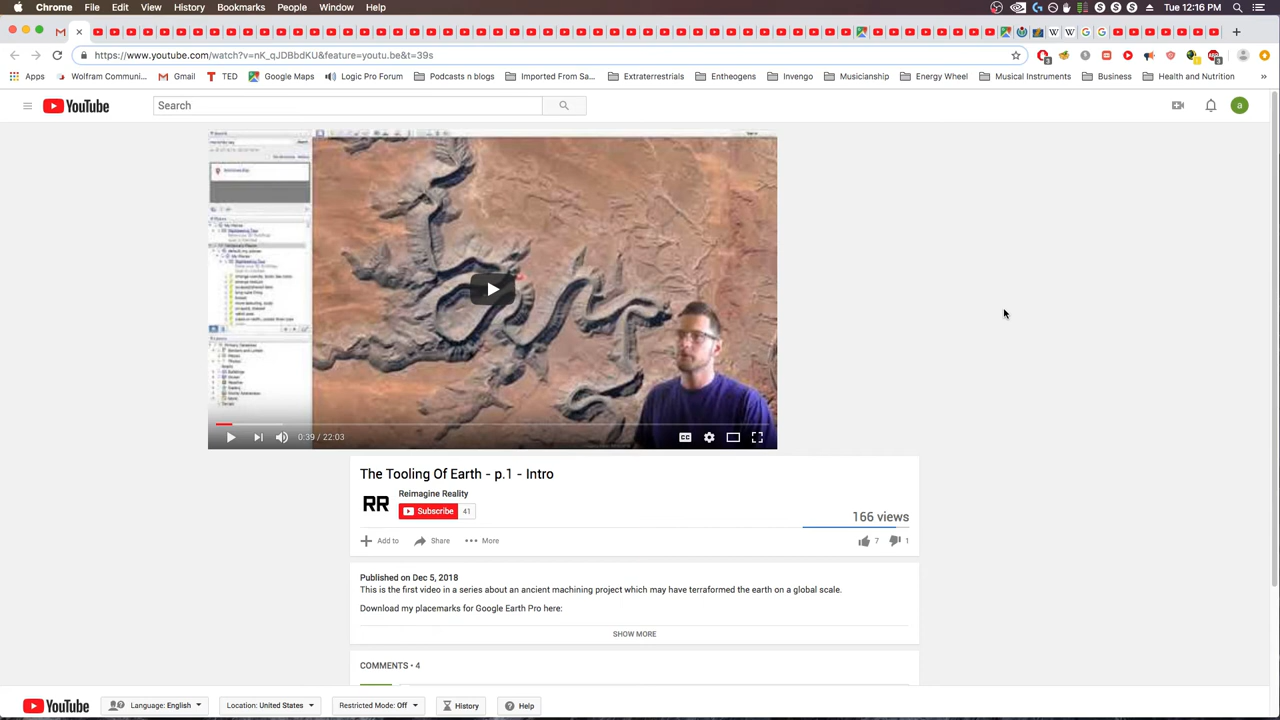 Chrome File Edit View History Bookmarks People Window Help
Tue Dec 11 12:16 PM
https://www.youtube.com/watch?v=nK_qJDBbdKU&feature=youtu.be&t=39s
Apps Wolfram Communi... Gmail TED Google Maps Logic Pro Forum Podcasts n blogs Imported From Sa... Extraterrestrials Entheogens Invengo Musicianship Energy Wheel Musical Instruments Business Health and Nutrition
YouTube
Search
a
0:39 / 22:03
CC
The Tooling Of Earth - p.1 - Intro
RR
Reimagine Reality
Subscribe 41
166 views
Add to Share More
7 1
Published on Dec 5, 2018
This is the first video in a series about an ancient machining project which may have terraformed the earth on a global scale.
Download my placemarks for Google Earth Pro here:
SHOW MORE
COMMENTS • 4
YouTube
Language: English
Location: United States
Restricted Mode: Off
History
Help